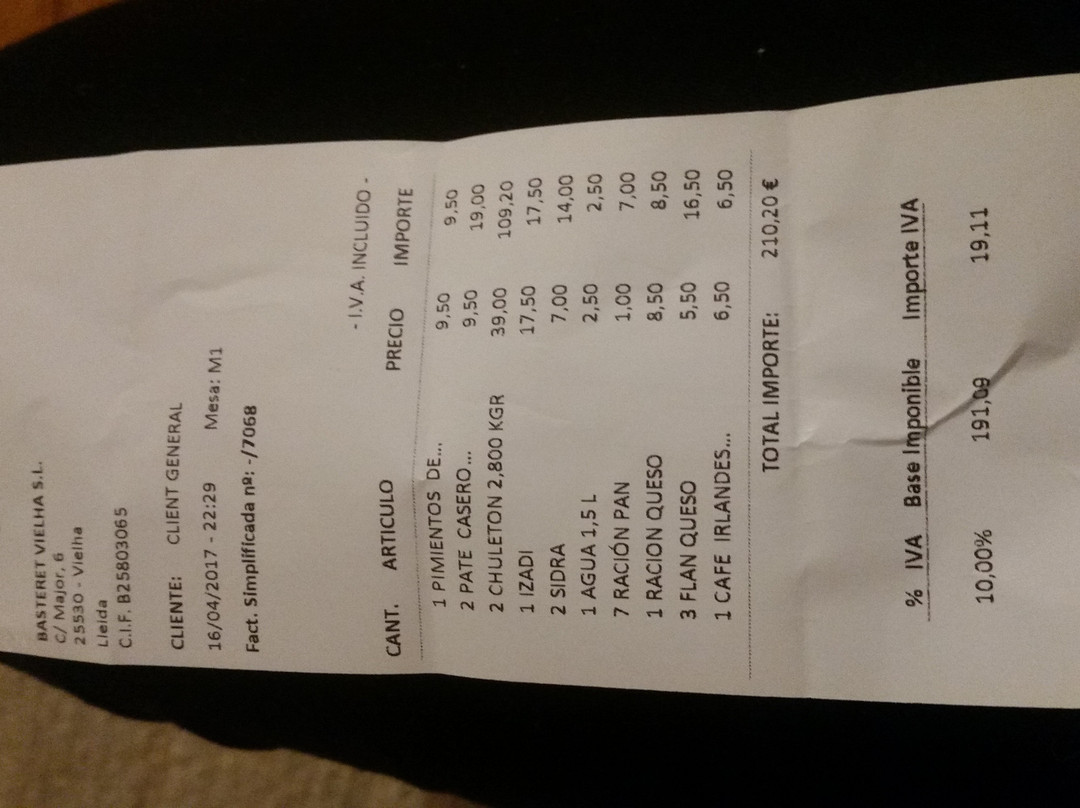 BASTERET VIELHA S.L.
C/ Major, 6
25530 - Vielha
Lleida
C.I.F. B25803065
CLIENTE: CLIENT GENERAL
16/04/2017 - 22:29 Mesa: M1
Fact. Simplificada nº: -/7068
- I.V.A. INCLUIDO -
CANT. ARTICULO PRECIO IMPORTE
1 PIMIENTOS DE... 9,50 9,50
2 PATE CASERO... 9,50 19,00
2 CHULETON 2,800 KGR 39,00 109,20
1 IZADI 17,50 17,50
2 SIDRA 7,00 14,00
1 AGUA 1,5 L 2,50 2,50
7 RACIÓN PAN 1,00 7,00
1 RACION QUESO 8,50 8,50
3 FLAN QUESO 5,50 16,50
1 CAFE IRLANDES... 6,50 6,50
TOTAL IMPORTE: 210,20 €
% IVA Base Imponible Importe IVA
10,00% 191,09 19,11